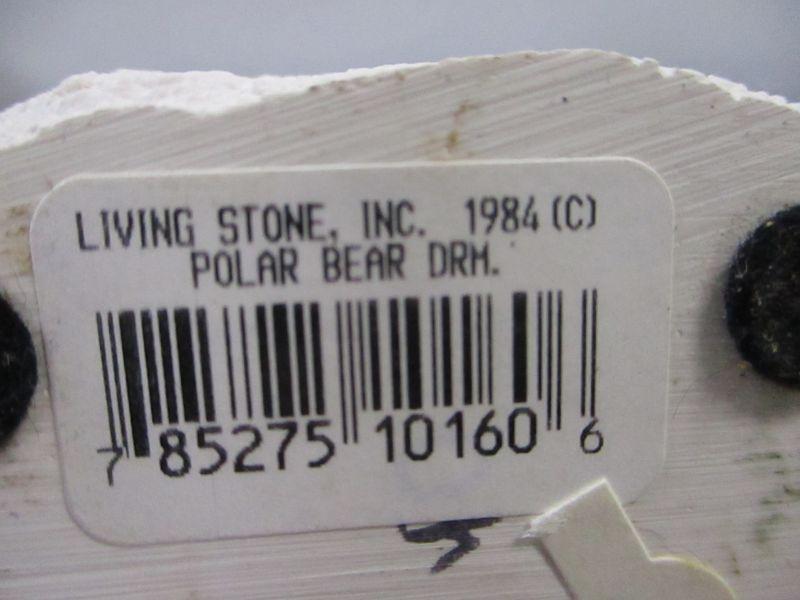 LIVING STONE, INC. 1984 (C)
POLAR BEAR DRM.
7 85275 10160 6